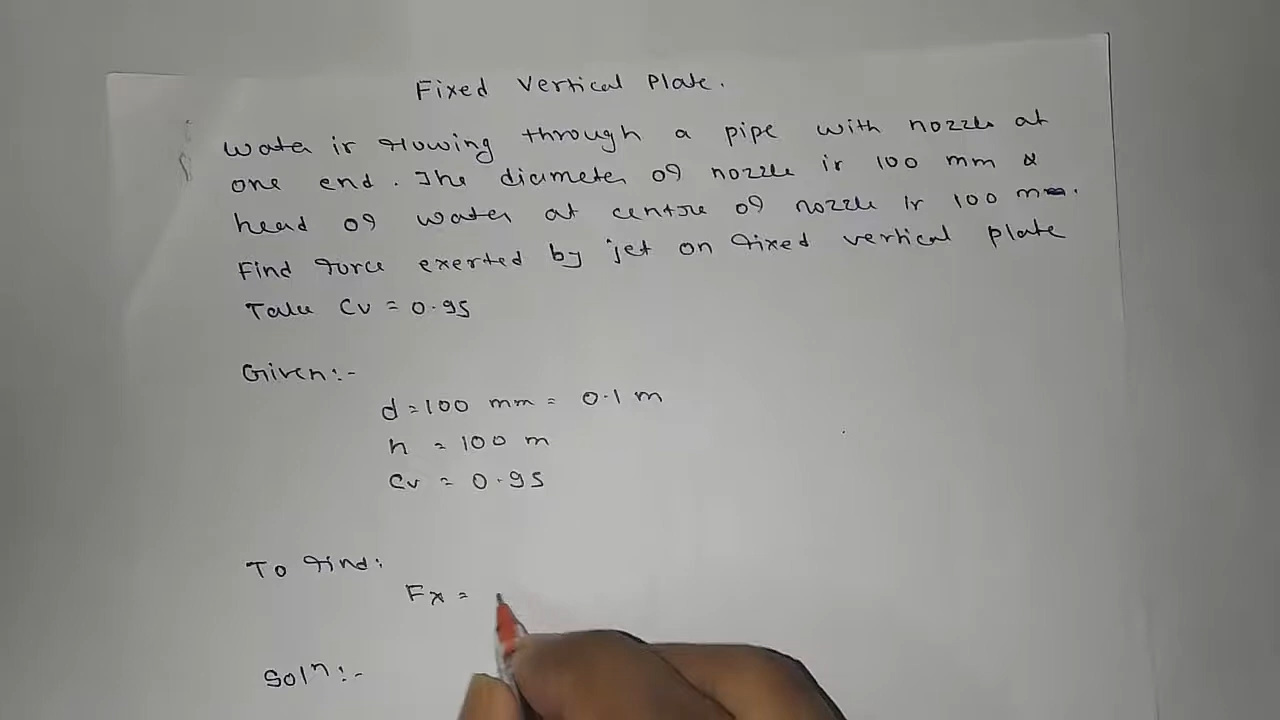 Fixed Vertical Plate.
Water is flowing through a pipe with nozzle at
one end. The diameter of nozzle is 100 mm &
head of water at centre of nozzle is 100 m.
Find force exerted by jet on fixed vertical plate
Take Cv = 0.95
Given:-
d = 100 mm = 0.1 m
h = 100 m
Cv = 0.95
To find:
Fx =
Soln:-